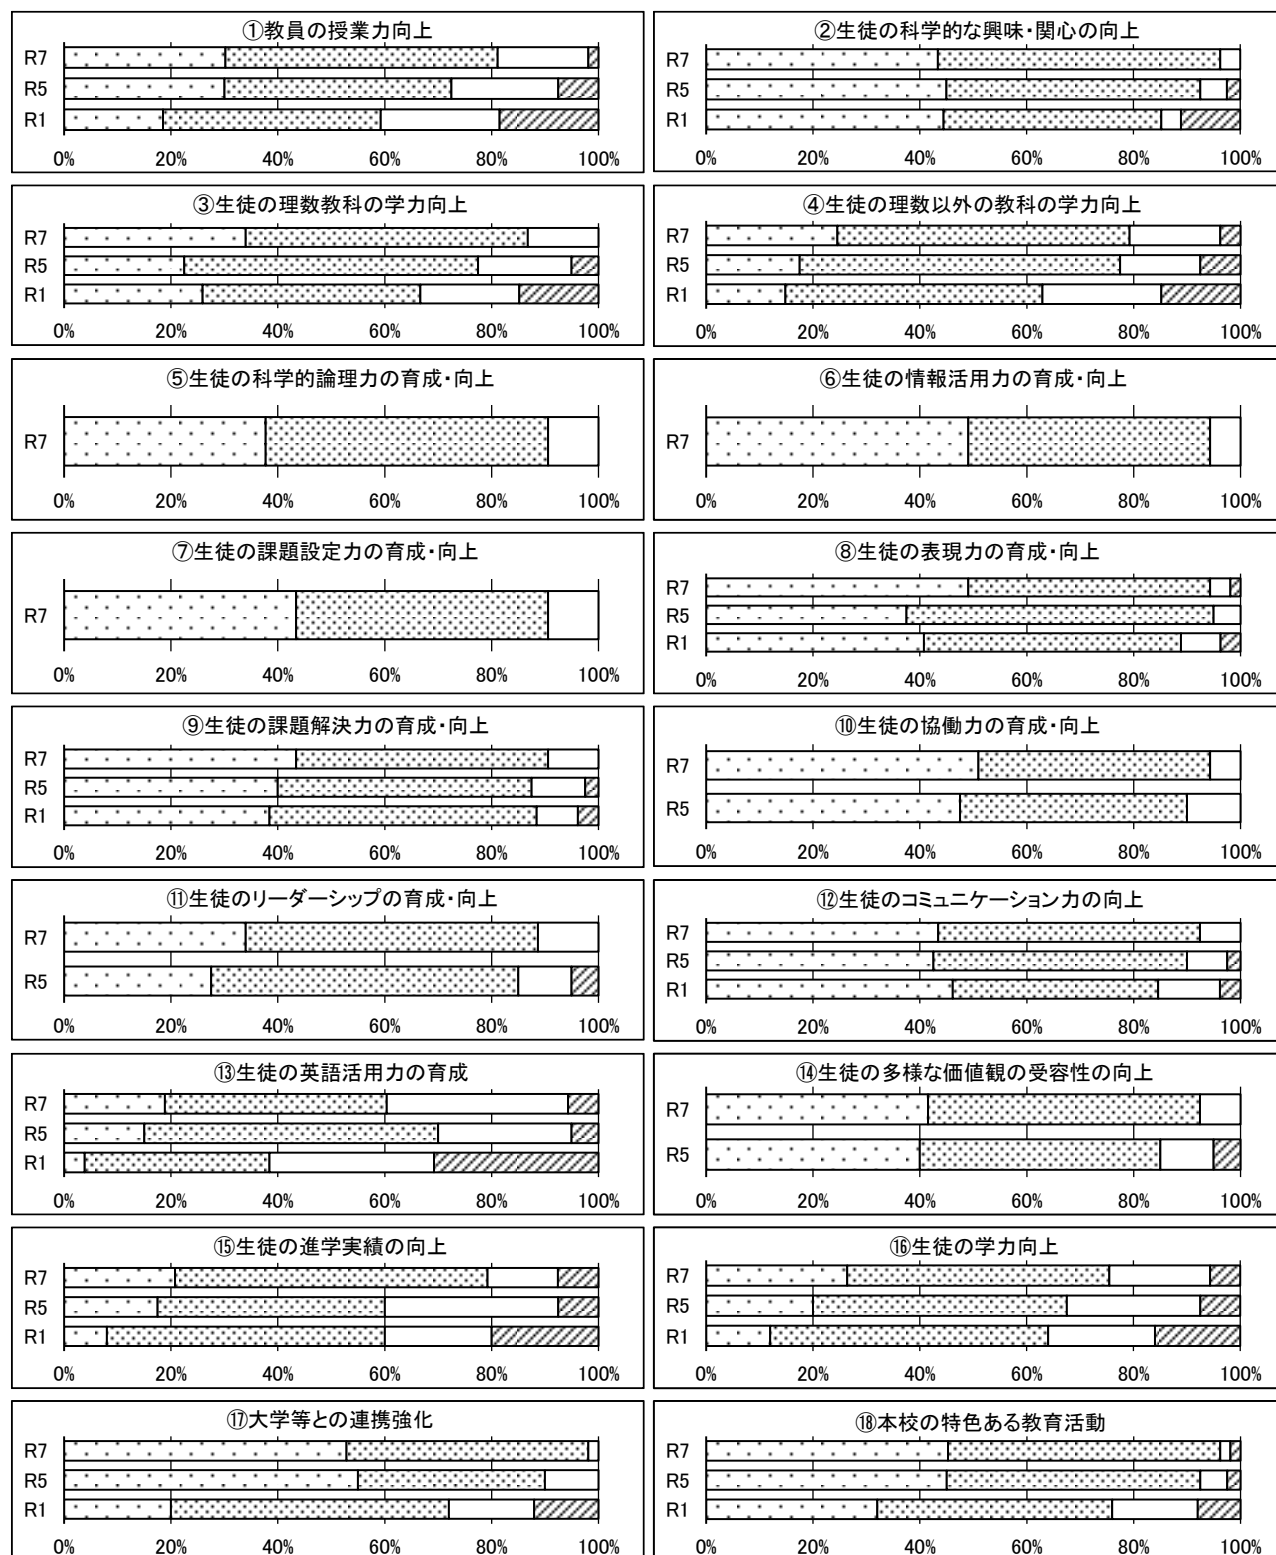 ①教員の授業力向上
R7
R5
R1
0% 20% 40% 60% 80% 100%
②生徒の科学的な興味・関心の向上
R7
R5
R1
0% 20% 40% 60% 80% 100%
③生徒の理数教科の学力向上
R7
R5
R1
0% 20% 40% 60% 80% 100%
④生徒の理数以外の教科の学力向上
R7
R5
R1
0% 20% 40% 60% 80% 100%
⑤生徒の科学的論理力の育成・向上
R7
0% 20% 40% 60% 80% 100%
⑥生徒の情報活用力の育成・向上
R7
0% 20% 40% 60% 80% 100%
⑦生徒の課題設定力の育成・向上
R7
0% 20% 40% 60% 80% 100%
⑧生徒の表現力の育成・向上
R7
R5
R1
0% 20% 40% 60% 80% 100%
⑨生徒の課題解決力の育成・向上
R7
R5
R1
0% 20% 40% 60% 80% 100%
⑩生徒の協働力の育成・向上
R7
R5
0% 20% 40% 60% 80% 100%
⑪生徒のリーダーシップの育成・向上
R7
R5
0% 20% 40% 60% 80% 100%
⑫生徒のコミュニケーション力の向上
R7
R5
R1
0% 20% 40% 60% 80% 100%
⑬生徒の英語活用力の育成
R7
R5
R1
0% 20% 40% 60% 80% 100%
⑭生徒の多様な価値観の受容性の向上
R7
R5
0% 20% 40% 60% 80% 100%
⑮生徒の進学実績の向上
R7
R5
R1
0% 20% 40% 60% 80% 100%
⑯生徒の学力向上
R7
R5
R1
0% 20% 40% 60% 80% 100%
⑰大学等との連携強化
R7
R5
R1
0% 20% 40% 60% 80% 100%
⑱本校の特色ある教育活動
R7
R5
R1
0% 20% 40% 60% 80% 100%